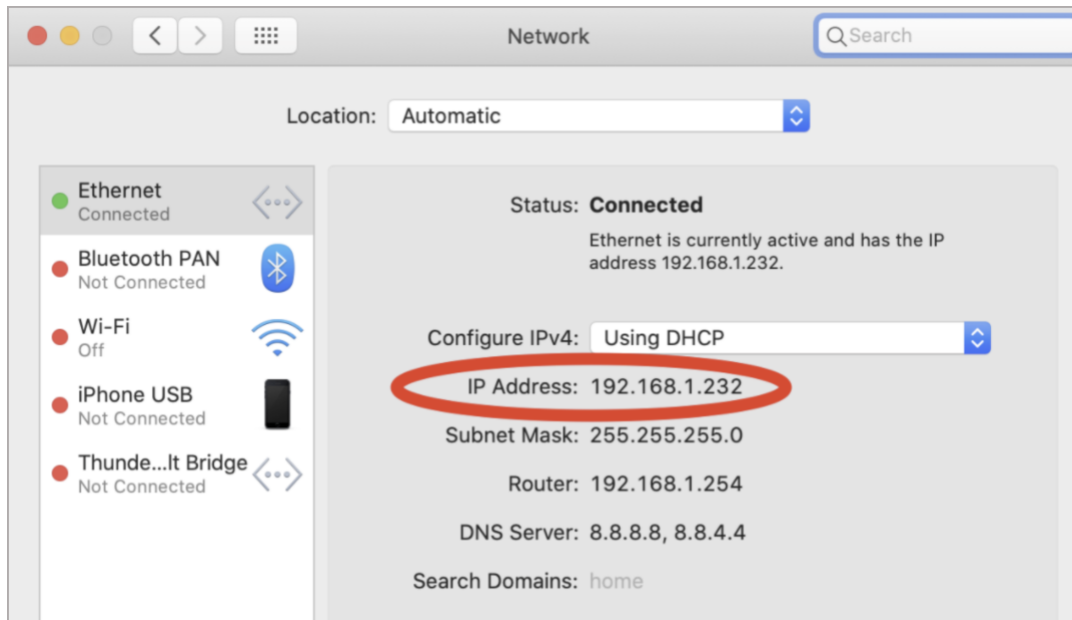 Network
Search
Location: Automatic
Ethernet
Connected
Bluetooth PAN
Not Connected
Wi-Fi
Off
iPhone USB
Not Connected
Thunde...lt Bridge
Not Connected
Status: Connected
Ethernet is currently active and has the IP
address 192.168.1.232.
Configure IPv4: Using DHCP
IP Address: 192.168.1.232
Subnet Mask: 255.255.255.0
Router: 192.168.1.254
DNS Server: 8.8.8.8, 8.8.4.4
Search Domains: home